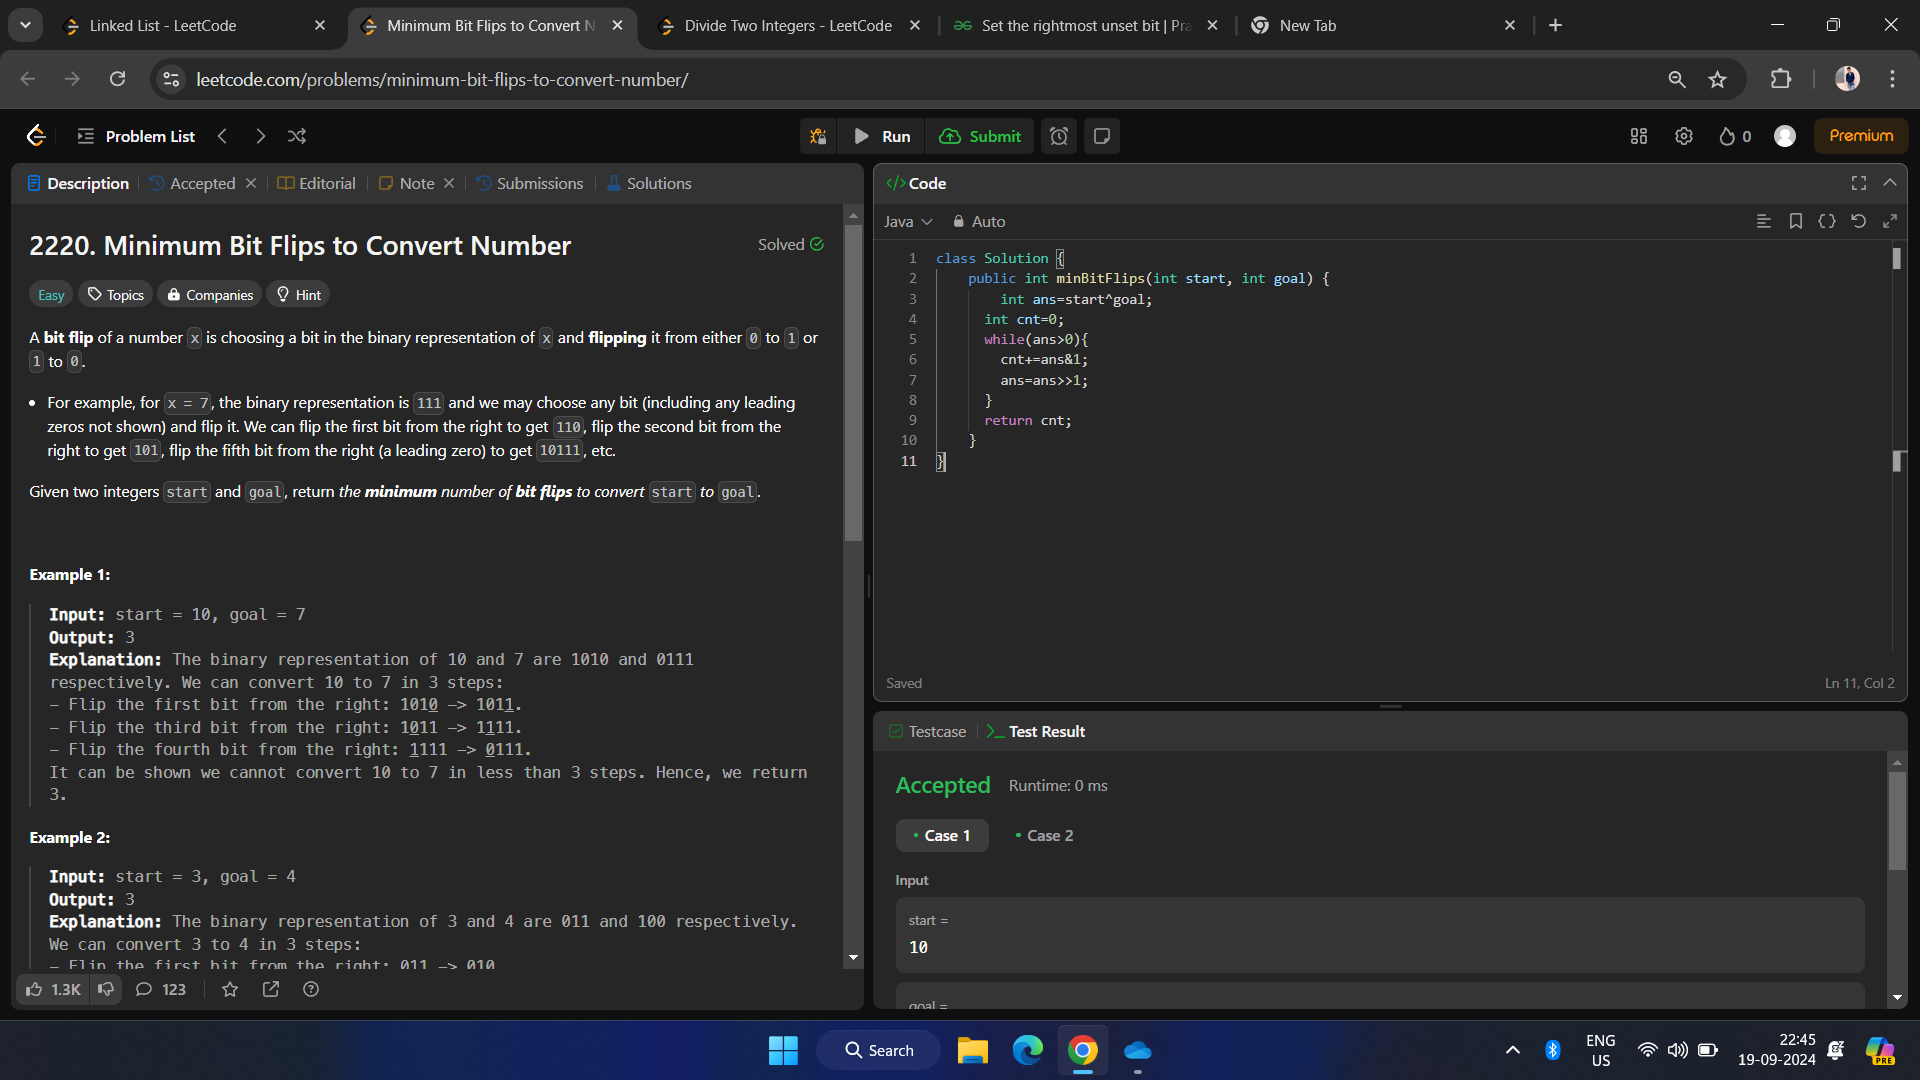 Linked List - LeetCode
Minimum Bit Flips to Convert N
Divide Two Integers - LeetCode
Set the rightmost unset bit | Pra
New Tab
leetcode.com/problems/minimum-bit-flips-to-convert-number/
Problem List
Run
Submit
0
Premium
Description
Accepted
Editorial
Note
Submissions
Solutions
2220. Minimum Bit Flips to Convert Number
Solved
Easy
Topics
Companies
Hint
A bit flip of a number x is choosing a bit in the binary representation of x and flipping it from either 0 to 1 or
1 to 0.
• For example, for x = 7, the binary representation is 111 and we may choose any bit (including any leading
zeros not shown) and flip it. We can flip the first bit from the right to get 110, flip the second bit from the
right to get 101, flip the fifth bit from the right (a leading zero) to get 10111, etc.
Given two integers start and goal, return the minimum number of bit flips to convert start to goal.
Example 1:
Input: start = 10, goal = 7
Output: 3
Explanation: The binary representation of 10 and 7 are 1010 and 0111
respectively. We can convert 10 to 7 in 3 steps:
- Flip the first bit from the right: 1010 -> 1011.
- Flip the third bit from the right: 1011 -> 1111.
- Flip the fourth bit from the right: 1111 -> 0111.
It can be shown we cannot convert 10 to 7 in less than 3 steps. Hence, we return
3.
Example 2:
Input: start = 3, goal = 4
Output: 3
Explanation: The binary representation of 3 and 4 are 011 and 100 respectively.
We can convert 3 to 4 in 3 steps:
- Flip the first bit from the right: 011 -> 010
1.3K
123
</> Code
Java
Auto
1 class Solution {
2 public int minBitFlips(int start, int goal) {
3 int ans=start^goal;
4 int cnt=0;
5 while(ans>0){
6 cnt+=ans&1;
7 ans=ans>>1;
8 }
9 return cnt;
10 }
11 }
Saved
Ln 11, Col 2
Testcase
Test Result
Accepted
Runtime: 0 ms
Case 1
Case 2
Input
start =
10
goal =
Search
ENG
US
22:45
19-09-2024
PRE